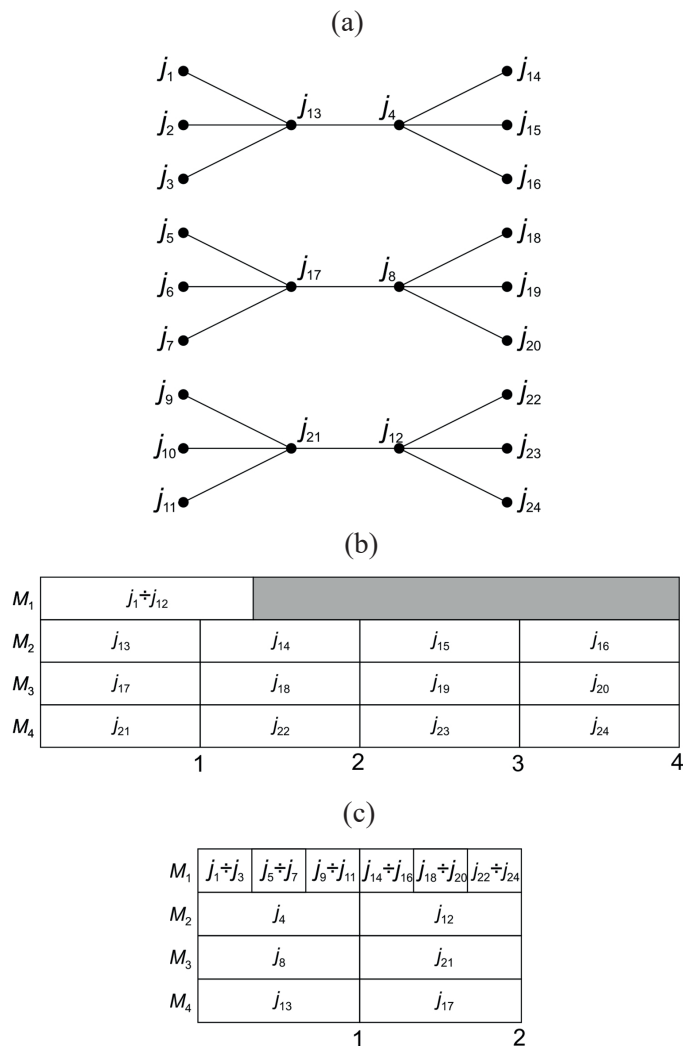 (a)
j₁ j₁₄
j₁₃ j₄
j₂ j₁₅
j₃ j₁₆
j₅ j₁₈
j₁₇ j₈
j₆ j₁₉
j₇ j₂₀
j₉ j₂₂
j₂₁ j₁₂
j₁₀ j₂₃
j₁₁ j₂₄
(b)
M₁ j₁÷j₁₂
M₂ j₁₃ j₁₄ j₁₅ j₁₆
M₃ j₁₇ j₁₈ j₁₉ j₂₀
M₄ j₂₁ j₂₂ j₂₃ j₂₄
1 2 3 4
(c)
M₁ j₁÷j₃ j₅÷j₇ j₉÷j₁₁ j₁₄÷j₁₆ j₁₈÷j₂₀ j₂₂÷j₂₄
M₂ j₄ j₁₂
M₃ j₈ j₂₁
M₄ j₁₃ j₁₇
1 2